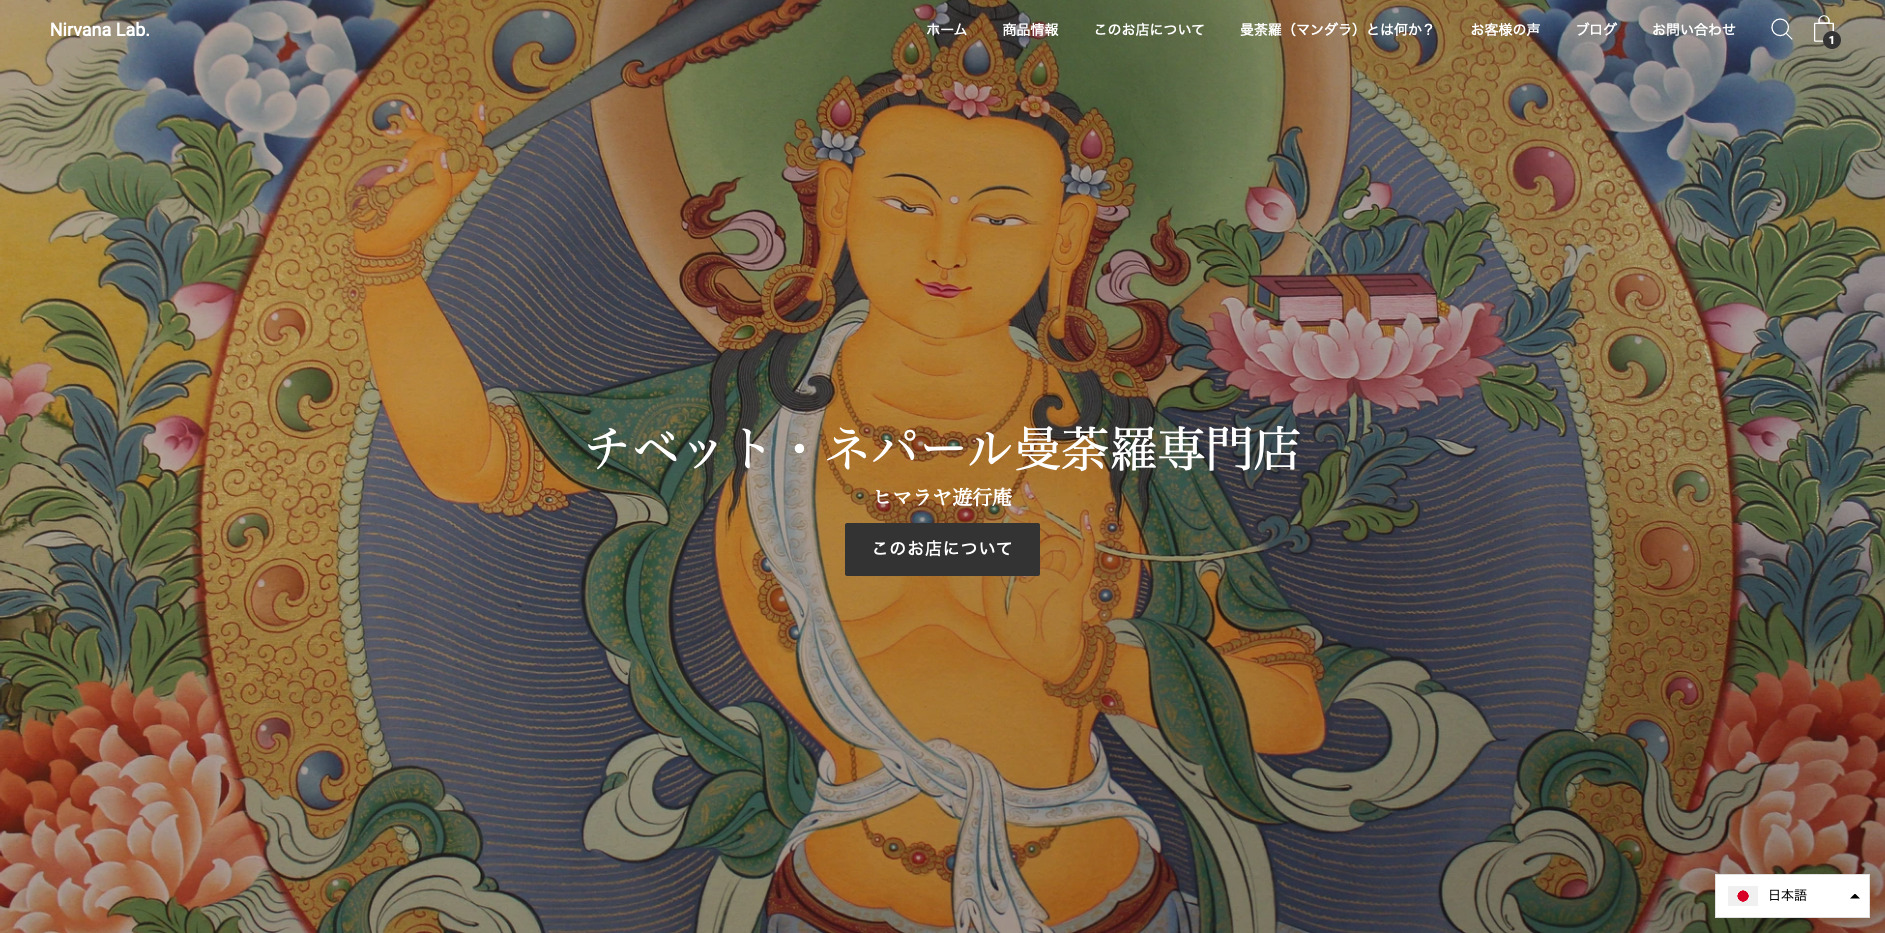 Nirvana Lab.
ホーム 商品情報 このお店について 曼荼羅（マンダラ）とは何か？ お客様の声 ブログ お問い合わせ
1
チベット・ネパール曼荼羅専門店
ヒマラヤ遊行庵
このお店について
日本語